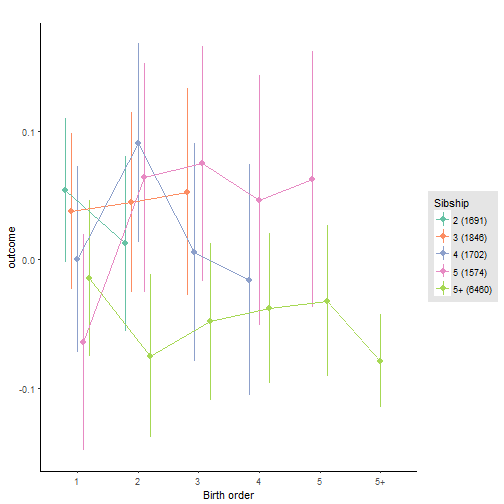 outcome
0.1
0.0
-0.1
1 2 3 4 5 5+
Birth order
Sibship
2 (1691)
3 (1846)
4 (1702)
5 (1574)
5+ (6460)